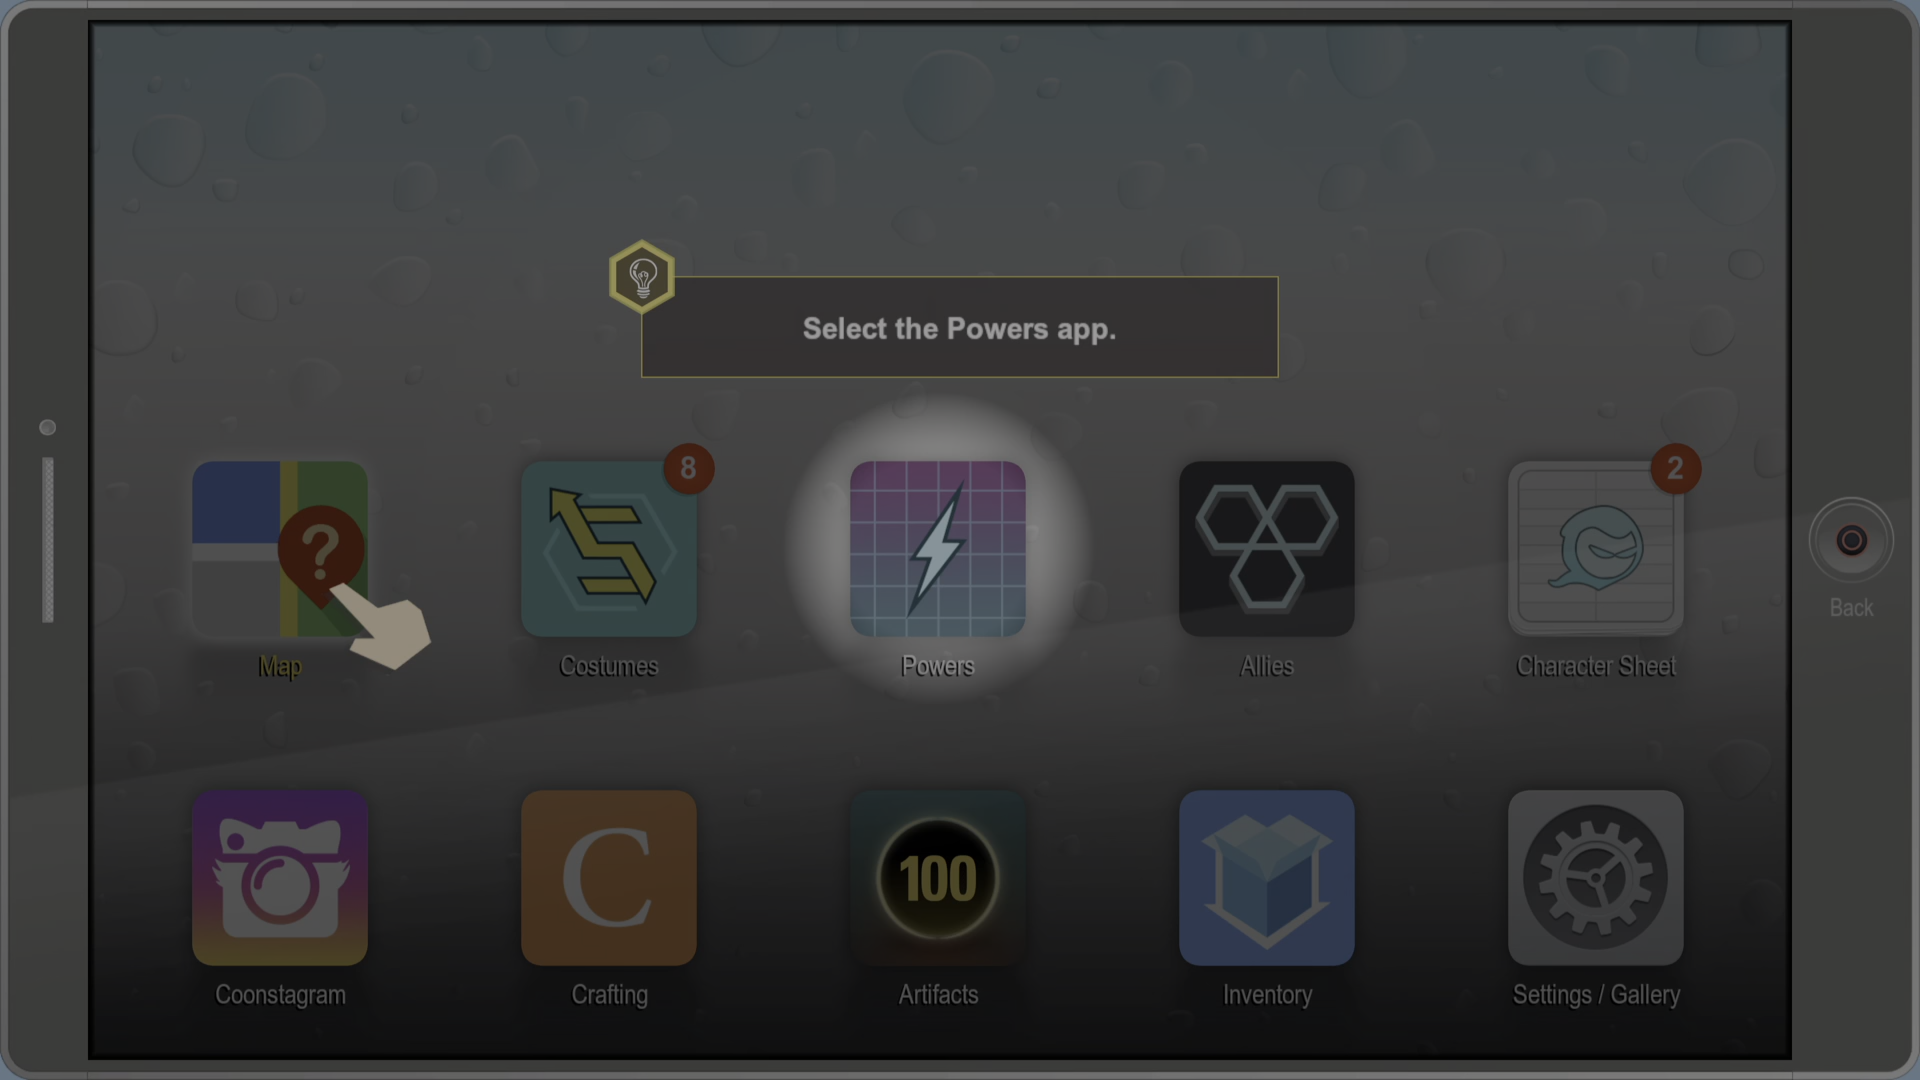 Select the Powers app.
8
2
?
Map
Costumes
Powers
Allies
Character Sheet
Back
C
100
Coonstagram
Crafting
Artifacts
Inventory
Settings / Gallery